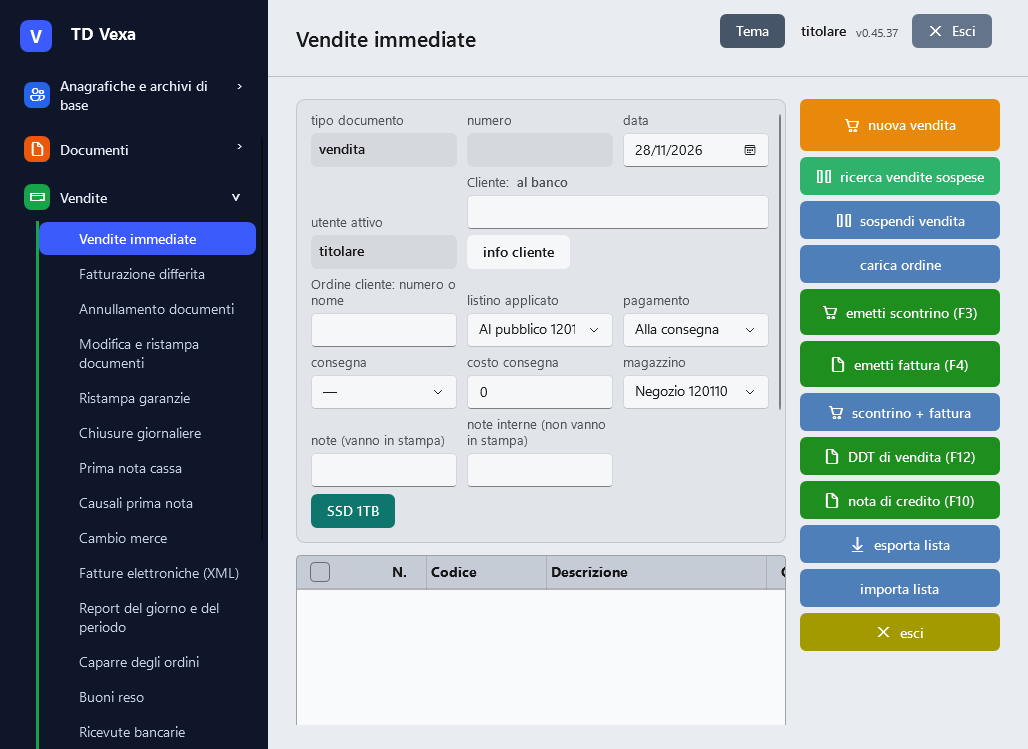 V
TD Vexa
Anagrafiche e archivi di
base
Documenti
Vendite
Vendite immediate
Fatturazione differita
Annullamento documenti
Modifica e ristampa
documenti
Ristampa garanzie
Chiusure giornaliere
Prima nota cassa
Causali prima nota
Cambio merce
Fatture elettroniche (XML)
Report del giorno e del
periodo
Caparre degli ordini
Buoni reso
Ricevute bancarie
Vendite immediate
Tema
titolare v0.45.37
Esci
tipo documento
numero
data
vendita
28/11/2026
Cliente: al banco
utente attivo
titolare
info cliente
Ordine cliente: numero o
nome
listino applicato
pagamento
Al pubblico 1201
Alla consegna
consegna
costo consegna
magazzino
—
0
Negozio 120110
note (vanno in stampa)
note interne (non vanno
in stampa)
SSD 1TB
N.
Codice
Descrizione
nuova vendita
ricerca vendite sospese
sospendi vendita
carica ordine
emetti scontrino (F3)
emetti fattura (F4)
scontrino + fattura
DDT di vendita (F12)
nota di credito (F10)
esporta lista
importa lista
esci